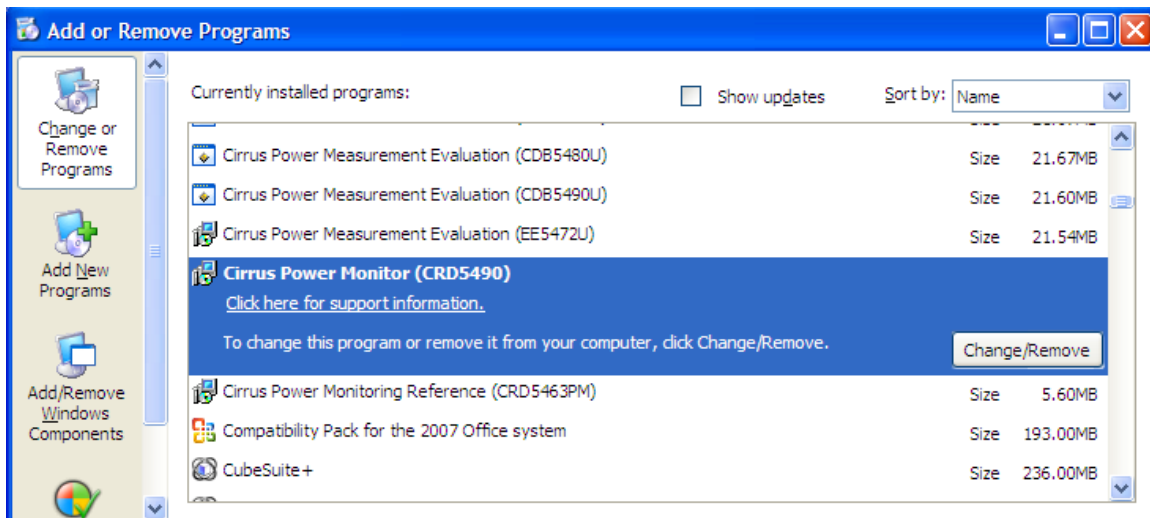 Add or Remove Programs
Change or
Remove
Programs
Add New
Programs
Add/Remove
Windows
Components
Currently installed programs:
Show updates
Sort by: Name
Cirrus Power Measurement Evaluation (CDB5480U) Size 21.67MB
Cirrus Power Measurement Evaluation (CDB5490U) Size 21.60MB
Cirrus Power Measurement Evaluation (EE5472U) Size 21.54MB
Cirrus Power Monitor (CRD5490)
Click here for support information.
To change this program or remove it from your computer, click Change/Remove.
Change/Remove
Cirrus Power Monitoring Reference (CRD5463PM) Size 5.60MB
Compatibility Pack for the 2007 Office system Size 193.00MB
CubeSuite+ Size 236.00MB